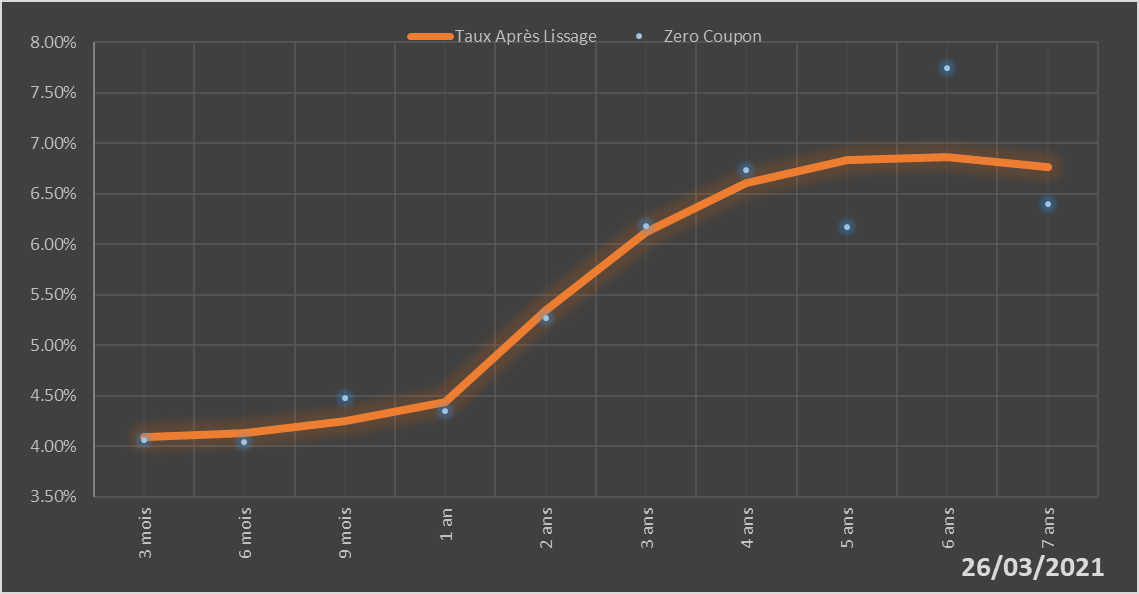 Taux Après Lissage Zero Coupon
8.00%
7.50%
7.00%
6.50%
6.00%
5.50%
5.00%
4.50%
4.00%
3.50%
3 mois
6 mois
9 mois
1 an
2 ans
3 ans
4 ans
5 ans
6 ans
7 ans
26/03/2021